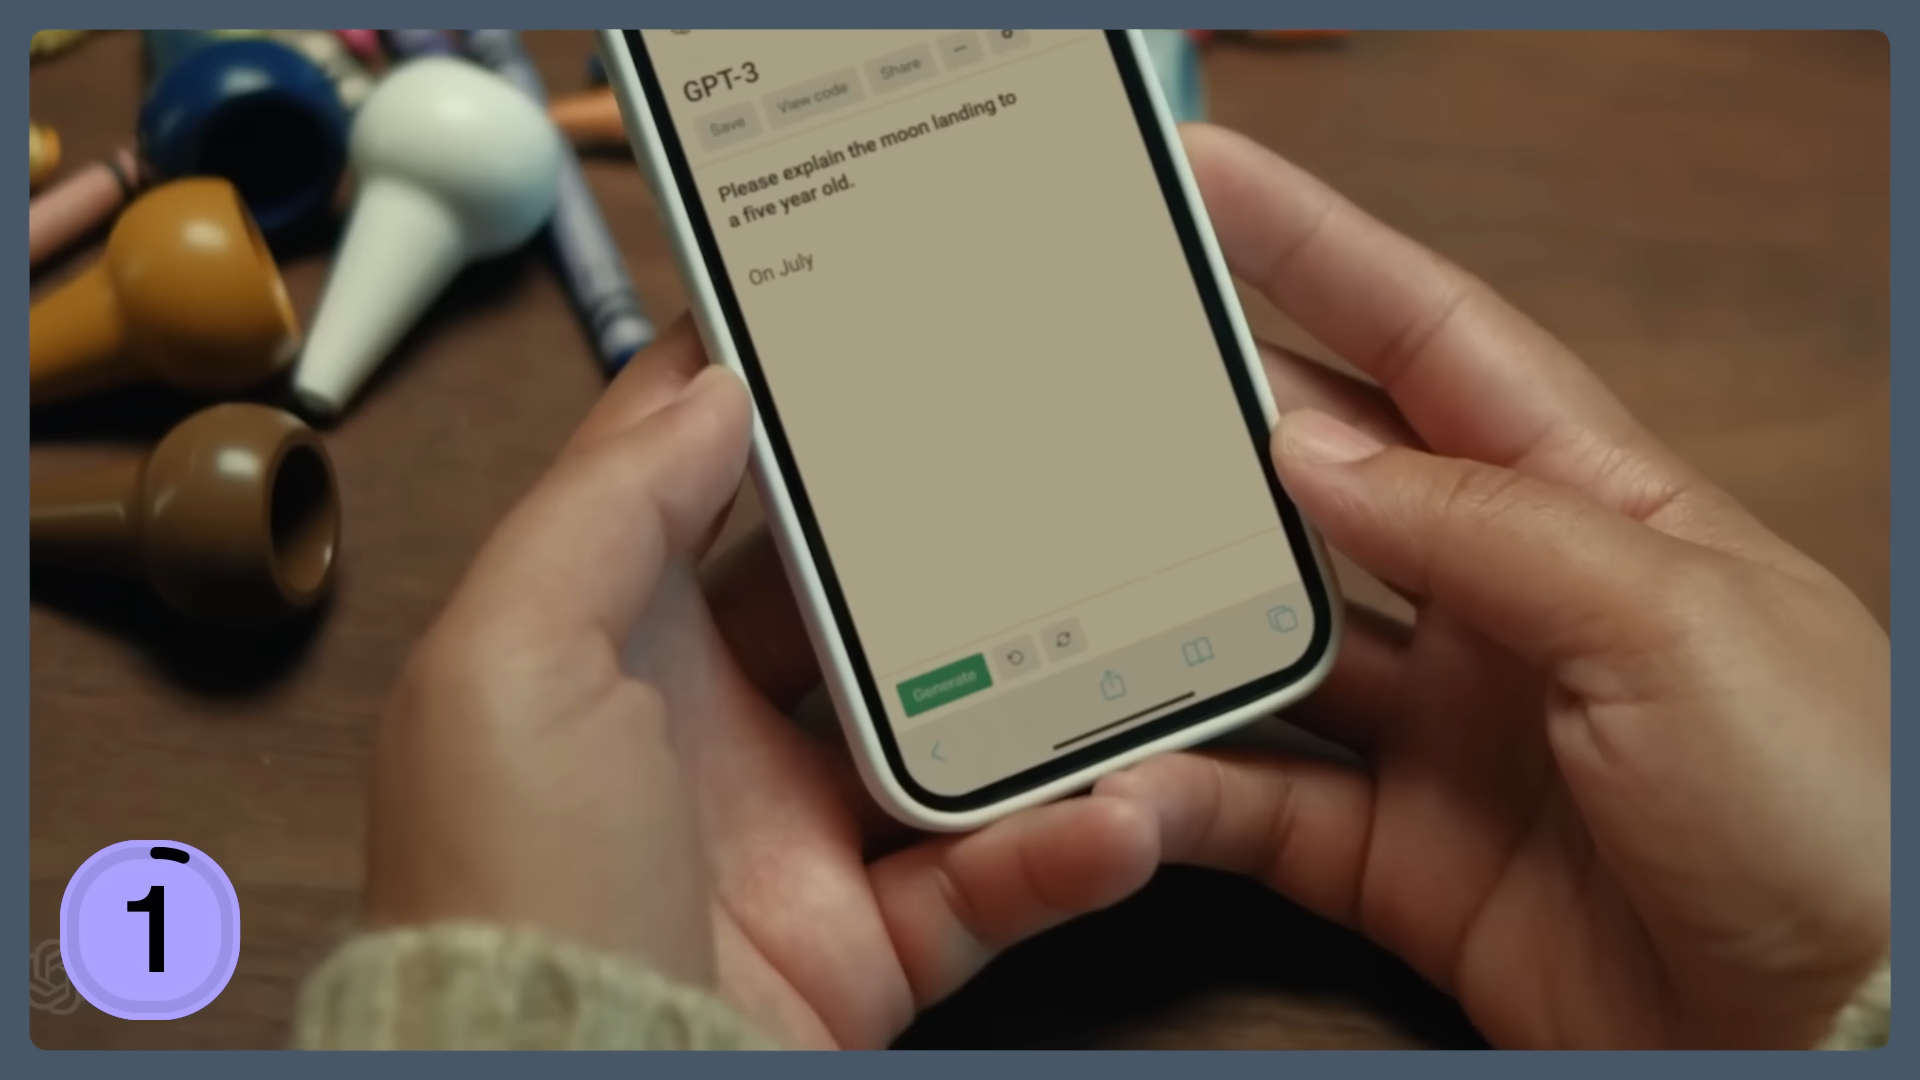 GPT-3
Save View code Share
Please explain the moon landing to
a five year old.
On July
Generate
1